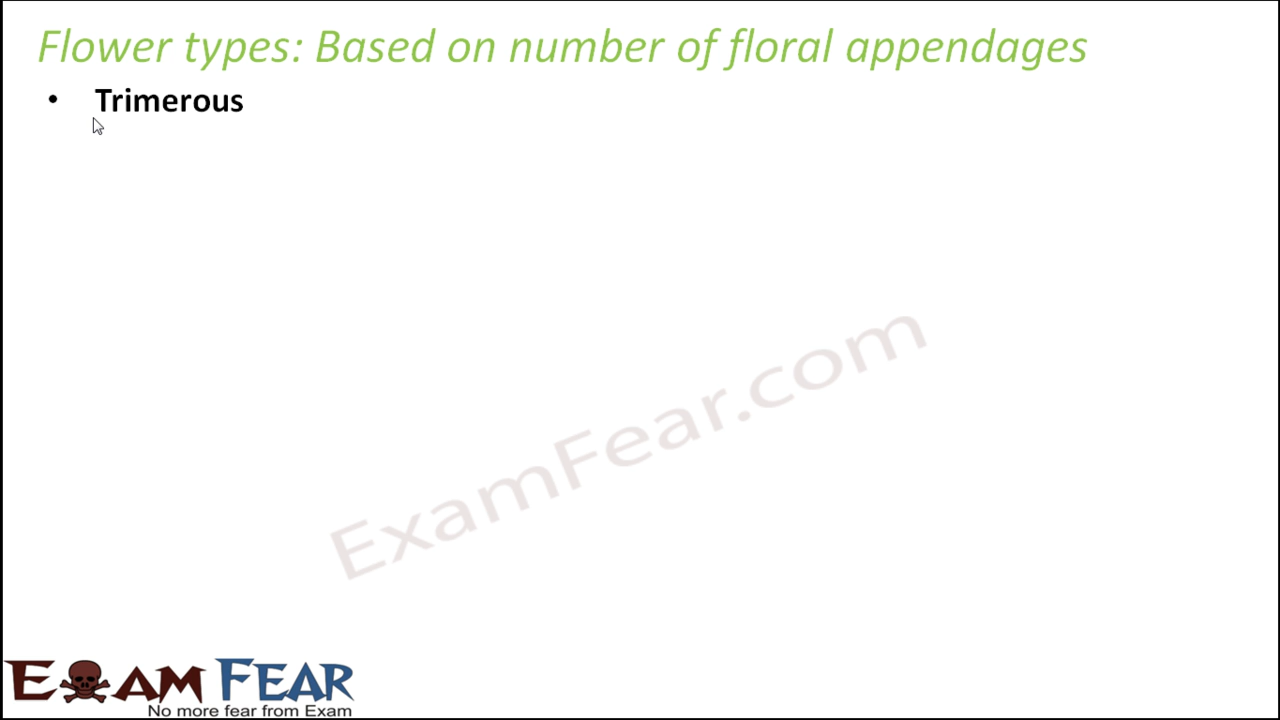 Flower types: Based on number of floral appendages
• Trimerous
ExamFear.com
EXAM FEAR
No more fear from Exam